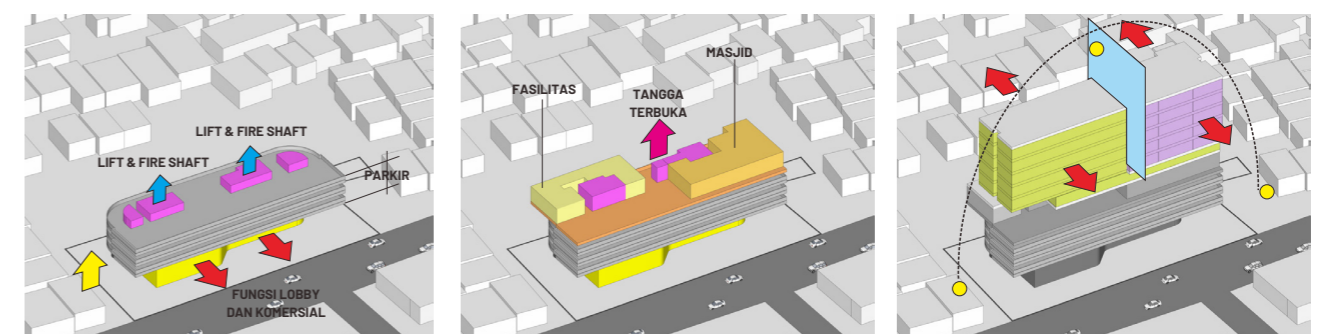 LIFT & FIRE SHAFT
LIFT & FIRE SHAFT
PARKIR
FUNGSI LOBBY
DAN KOMERSIAL
FASILITAS
TANGGA
TERBUKA
MASJID